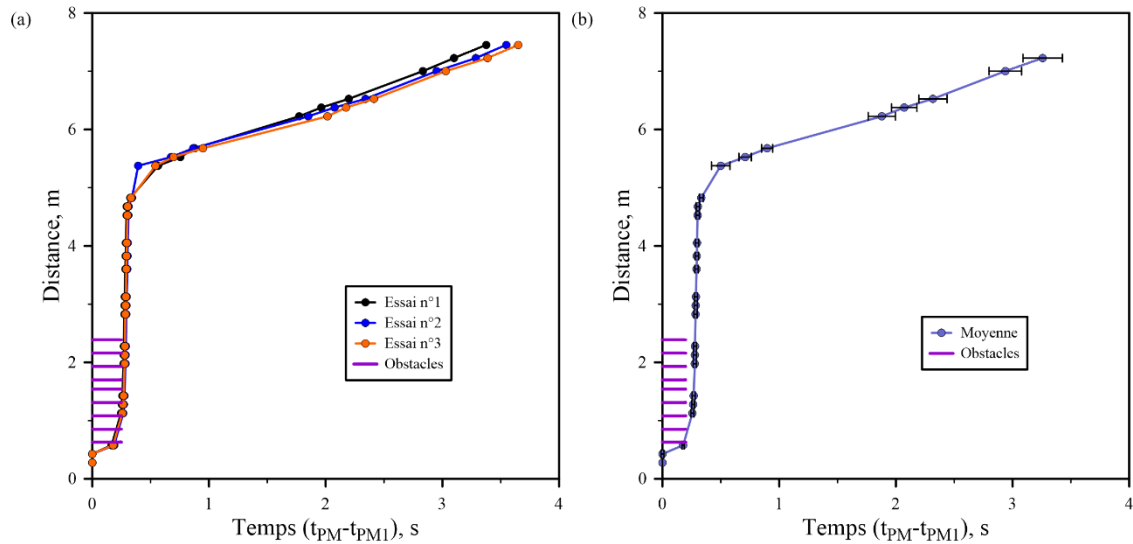 (a)
8
6
4
2
0
Distance, m
Essai n°1
Essai n°2
Essai n°3
Obstacles
0 1 2 3 4
Temps (tPM-tPM1), s
(b)
8
6
4
2
0
Distance, m
Moyenne
Obstacles
0 1 2 3 4
Temps (tPM-tPM1), s